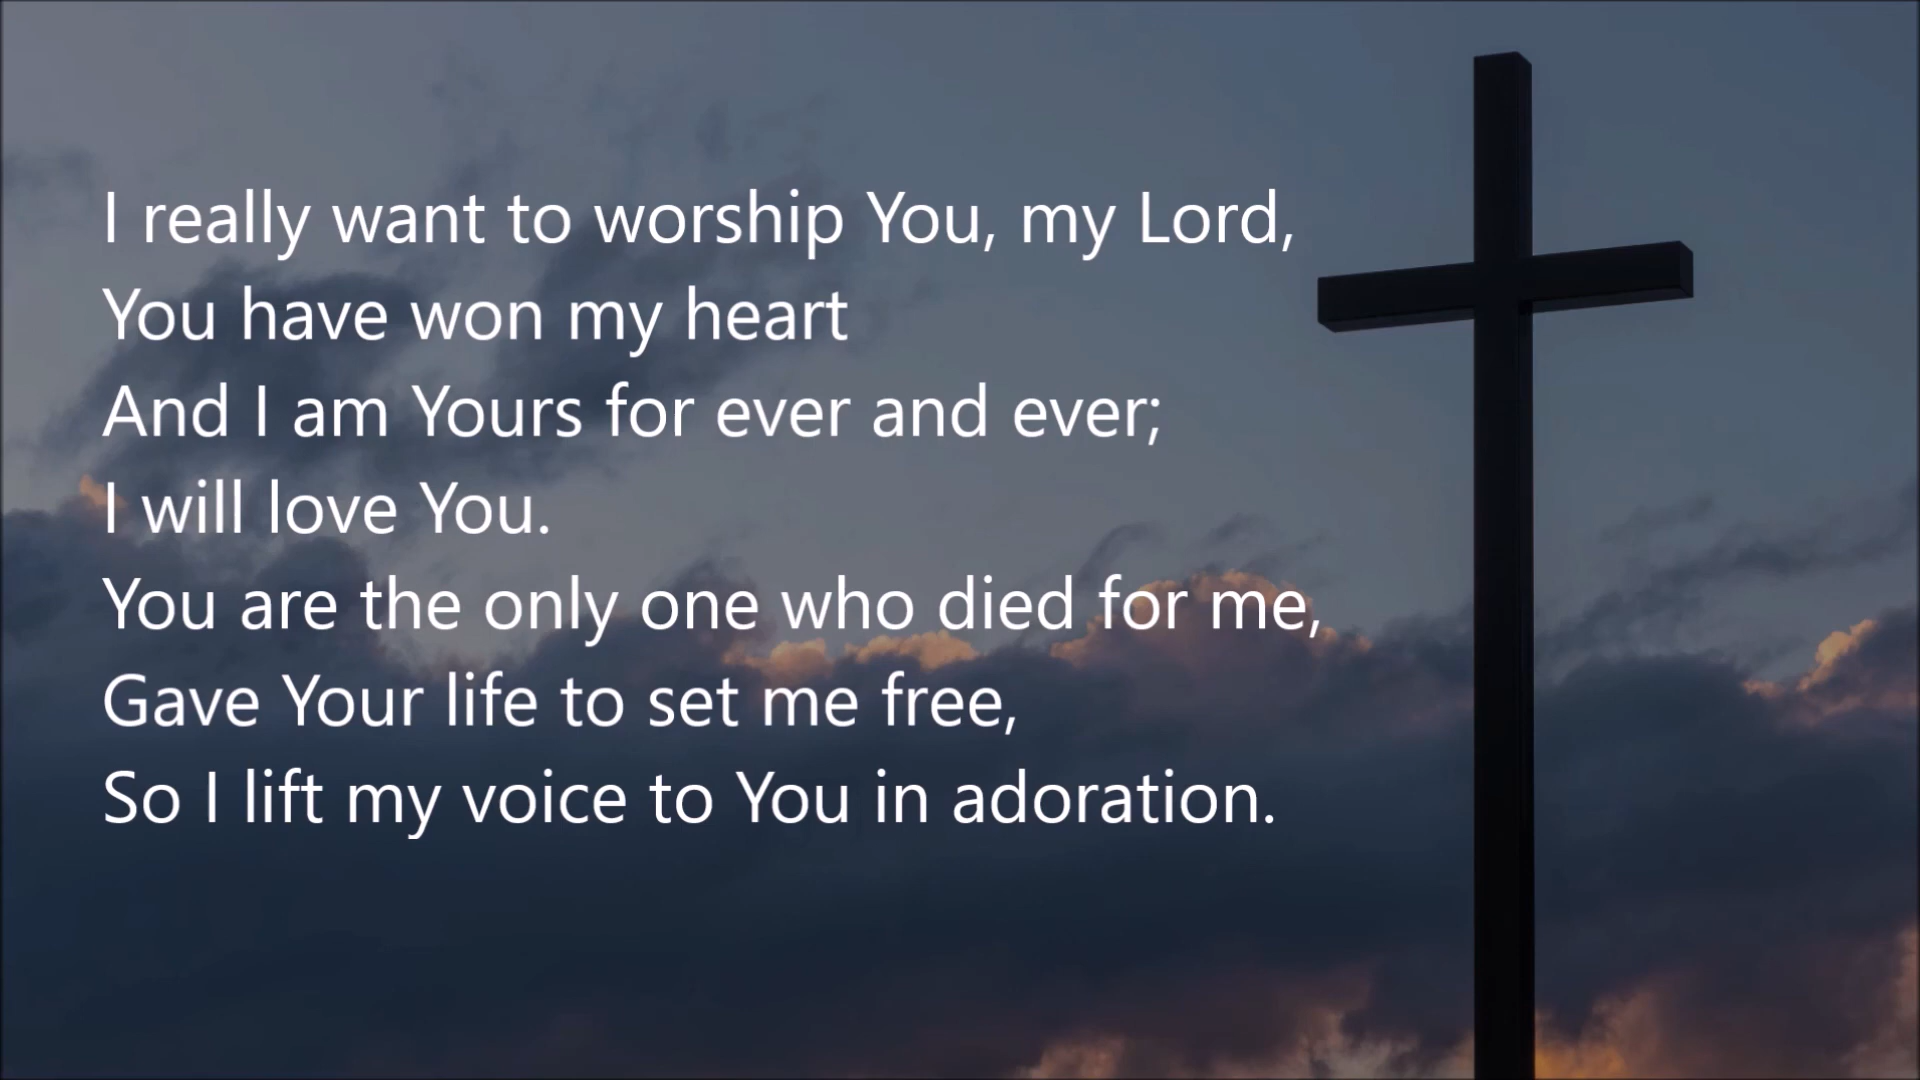 I really want to worship You, my Lord,
You have won my heart
And I am Yours for ever and ever;
I will love You.
You are the only one who died for me,
Gave Your life to set me free,
So I lift my voice to You in adoration.